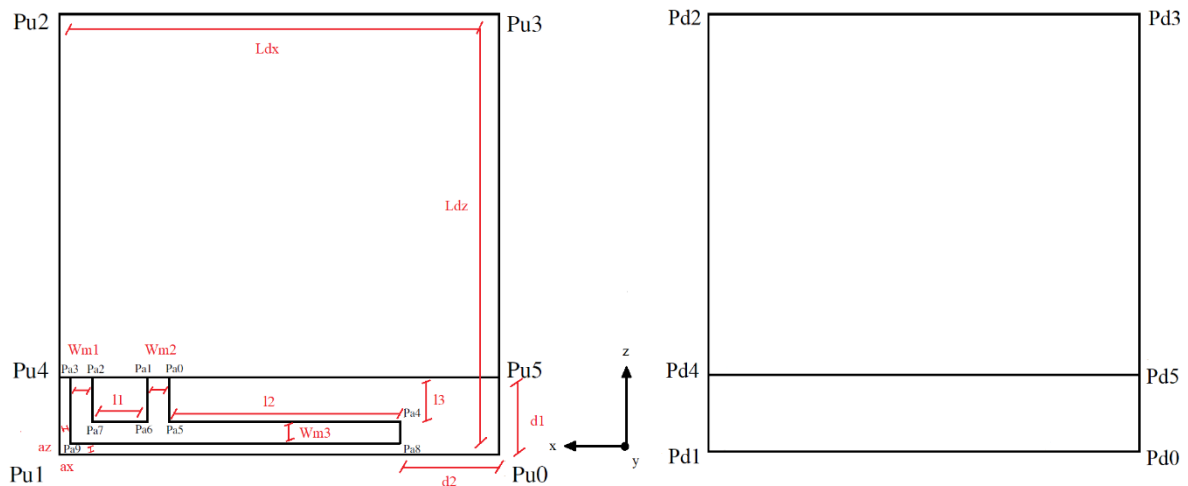 Pu2
Pu3
Ldx
Ldz
Wm1
Wm2
Pu4
Pa3
Pa2
Pa1
Pa0
Pu5
l1
l2
l3
Pa4
d1
Pa7
Pa6
Pa5
Wm3
az
Pa9
Pa8
Pu1
ax
d2
Pu0
z
x
y
Pd2
Pd3
Pd4
Pd5
Pd1
Pd0